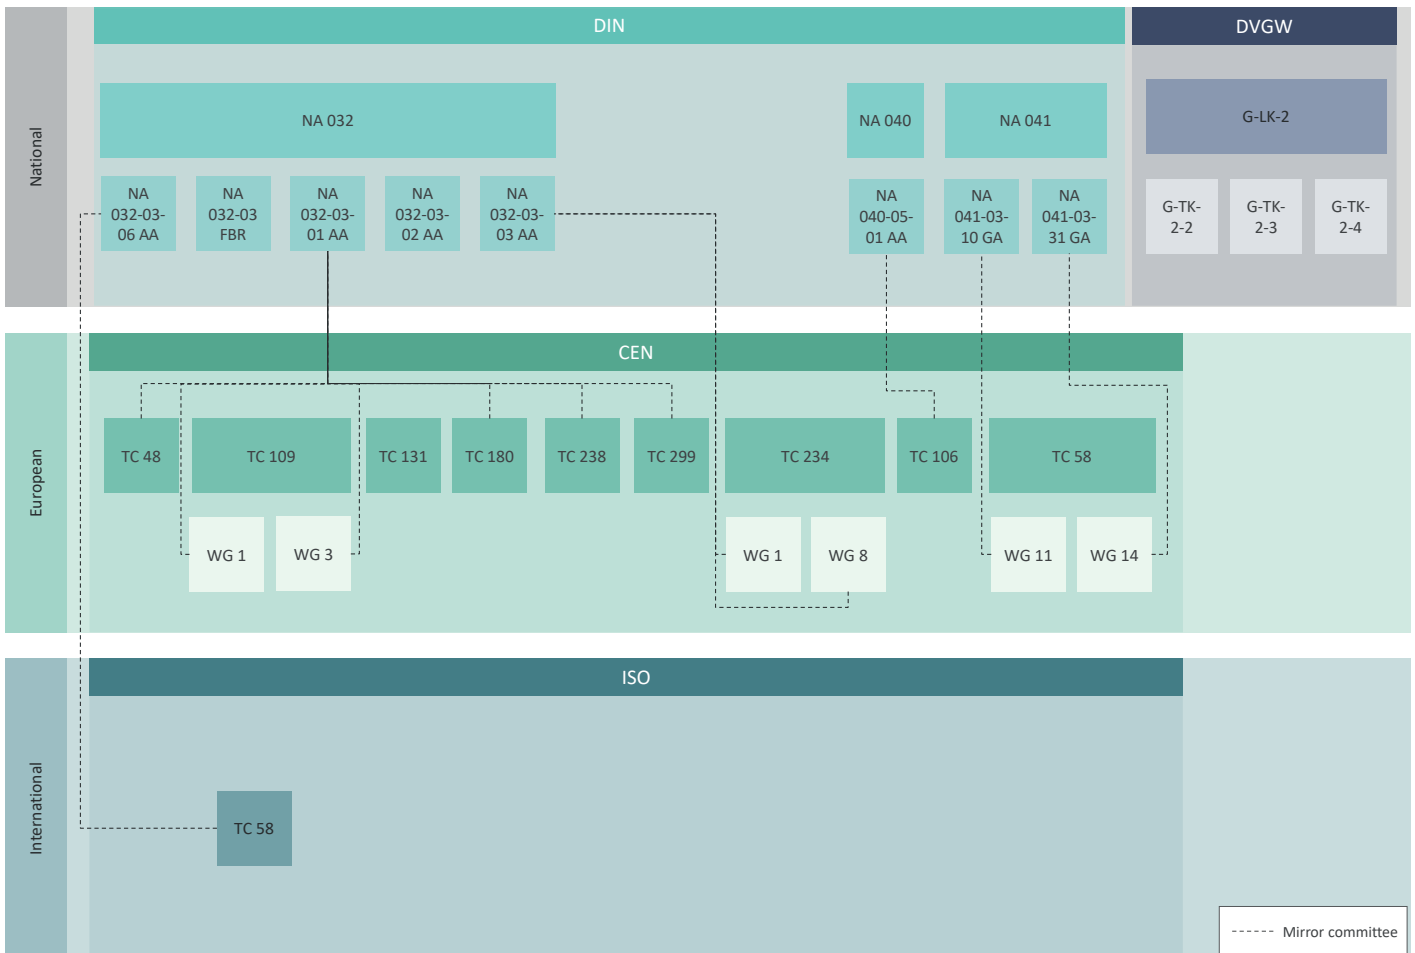 DIN
DVGW
National
NA 032
NA 040
NA 041
G-LK-2
NA
032-03-
06 AA
NA
032-03
FBR
NA
032-03-
01 AA
NA
032-03-
02 AA
NA
032-03-
03 AA
NA
040-05-
01 AA
NA
041-03-
10 GA
NA
041-03-
31 GA
G-TK-
2-2
G-TK-
2-3
G-TK-
2-4
European
CEN
TC 48
TC 109
TC 131
TC 180
TC 238
TC 299
TC 234
TC 106
TC 58
WG 1
WG 3
WG 1
WG 8
WG 11
WG 14
International
ISO
TC 58
Mirror committee